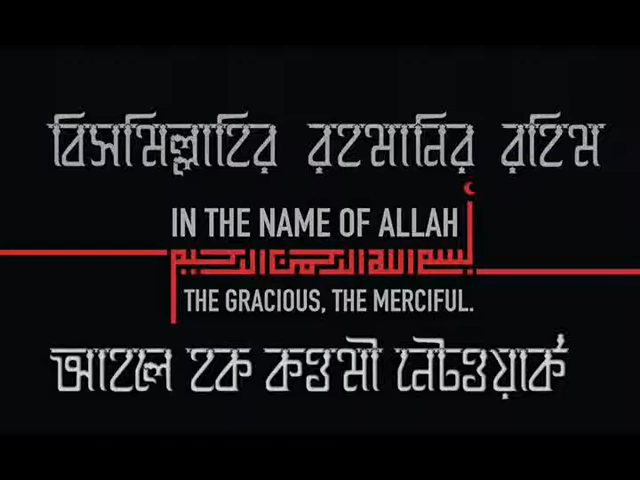 বিসমিল্লাহির রহমানির রহিম
IN THE NAME OF ALLAH
بسم الله الرحمن الرحيم
THE GRACIOUS, THE MERCIFUL.
আহলে হক কওমী নেটওয়ার্ক